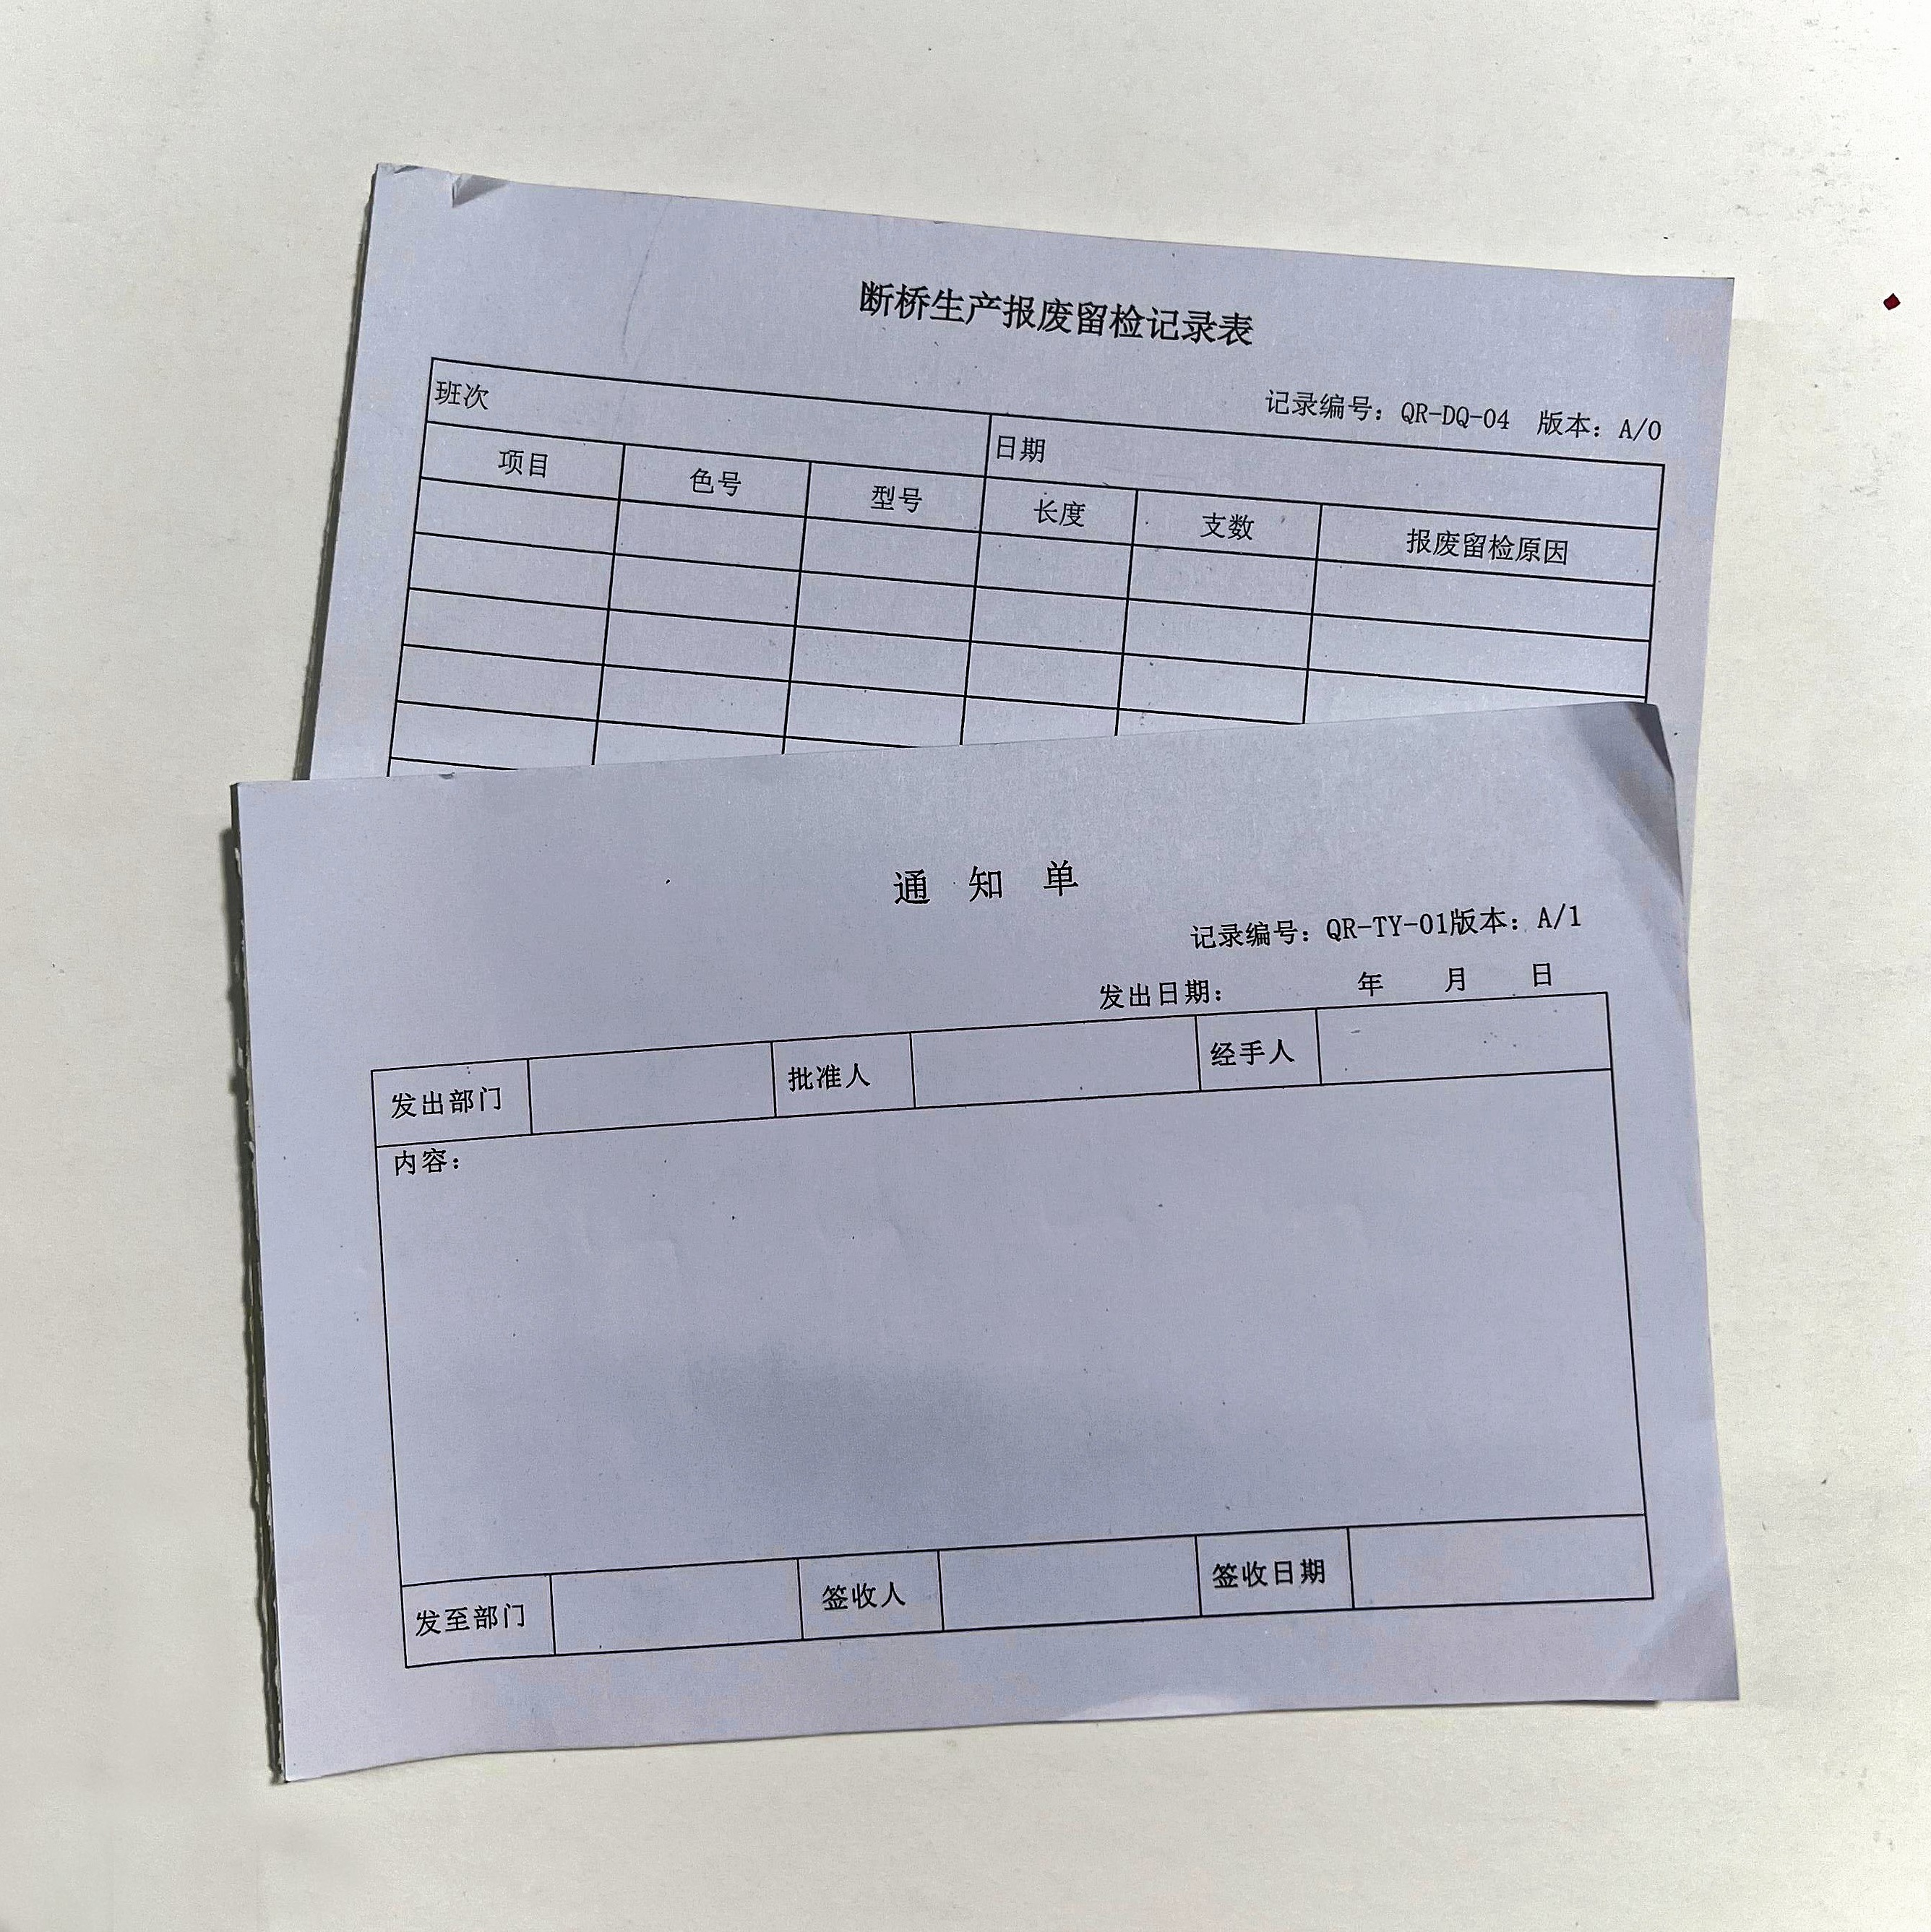 断桥生产报废留检记录表
记录编号：QR-DQ-04 版本：A/0
班次 日期
项目 色号 型号 长度 支数 报废留检原因
通 知 单
记录编号：QR-TY-01版本：A/1
发出日期： 年 月 日
发出部门 批准人 经手人
内容：
发至部门 签收人 签收日期